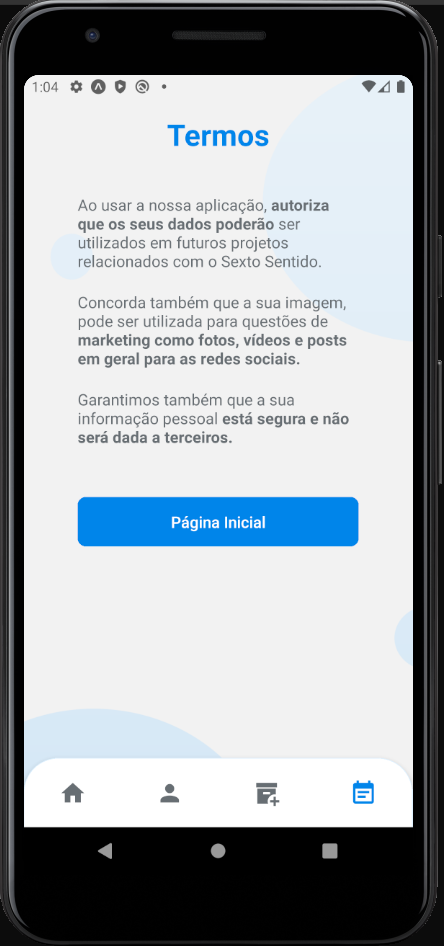 1:04
Termos
Ao usar a nossa aplicação, autoriza
que os seus dados poderão ser
utilizados em futuros projetos
relacionados com o Sexto Sentido.
Concorda também que a sua imagem,
pode ser utilizada para questões de
marketing como fotos, vídeos e posts
em geral para as redes sociais.
Garantimos também que a sua
informação pessoal está segura e não
será dada a terceiros.
Página Inicial